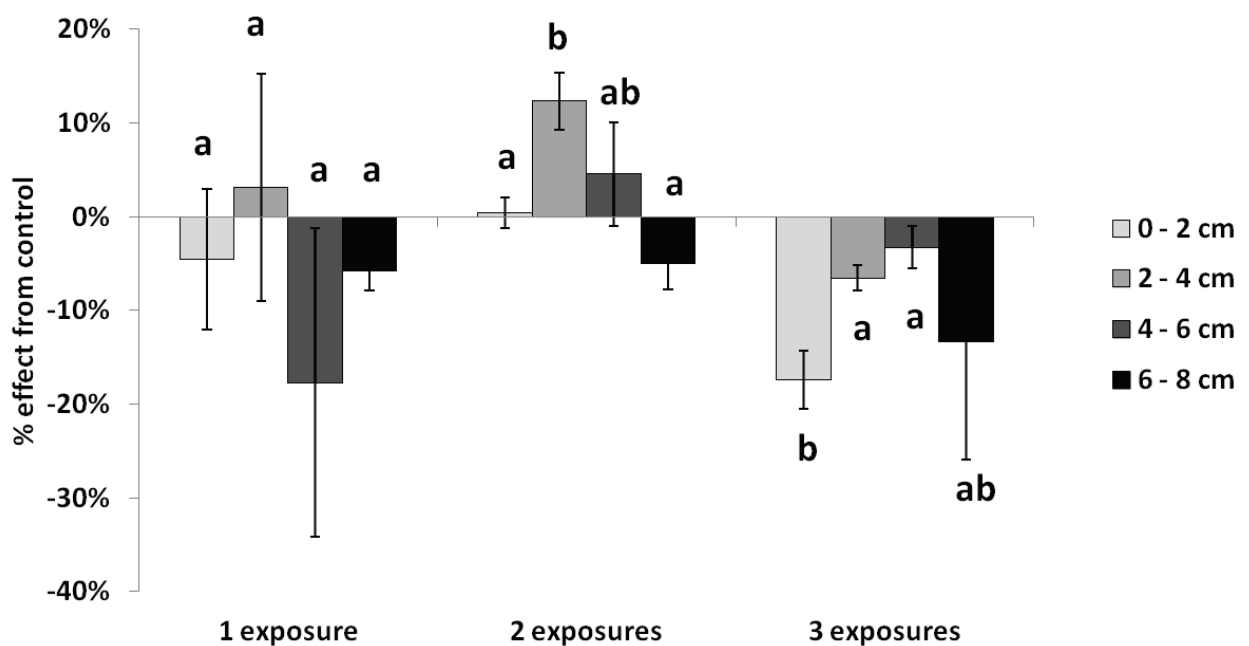 % effect from control
20%
10%
0%
-10%
-20%
-30%
-40%
a
a
a
a
a
b
ab
a
b
a
a
ab
1 exposure
2 exposures
3 exposures
0 - 2 cm
2 - 4 cm
4 - 6 cm
6 - 8 cm